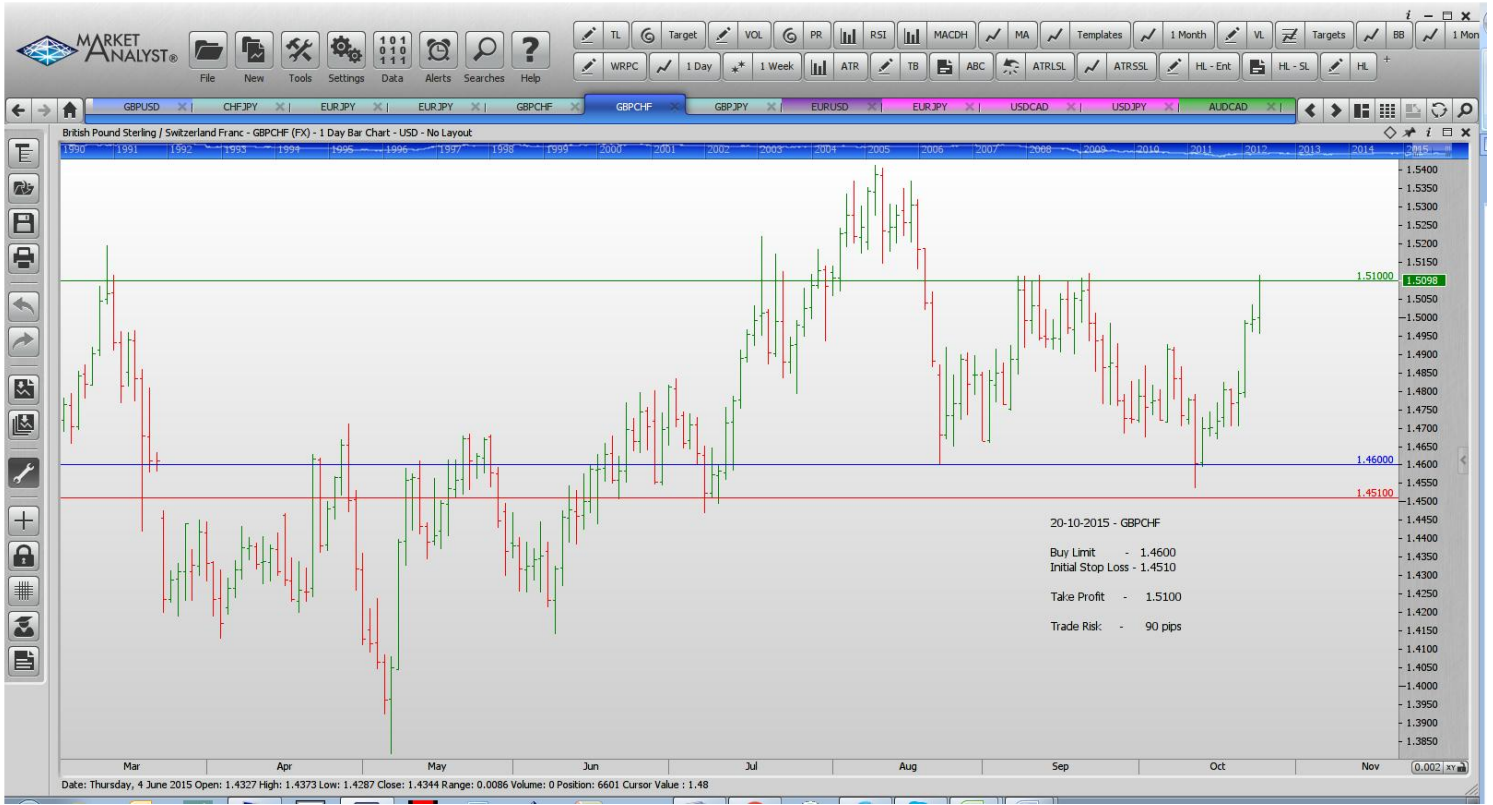 i
MARKET ANALYST®
TL Target VOL PR RSI MACDH MA Templates 1 Month VL Targets BB 1 Mon
WRPC 1 Day 1 Week ATR TB ABC ATRLSL ATRSSL HL - Ent HL - SL HL +
101
010
111
File New Tools Settings Data Alerts Searches Help
GBPUSD CHFJPY EURJPY EURJPY GBPCHF GBPCHF GBPJPY EURUSD EURJPY USDCAD USDJPY AUDCAD
British Pound Sterling / Switzerland Franc - GBPCHF (FX) - 1 Day Bar Chart - USD - No Layout
i
1990 1991 1992 1993 1994 1995 1996 1997 1998 1999 2000 2001 2002 2003 2004 2005 2006 2007 2008 2009 2010 2011 2012 2013 2014 2015
1.5400
1.5350
1.5300
1.5250
1.5200
1.5150
1.51000
1.5098
1.5050
1.5000
1.4950
1.4900
1.4850
1.4800
1.4750
1.4700
1.4650
1.46000
1.4600
1.4550
1.45100
1.4500
1.4450
1.4400
1.4350
1.4300
1.4250
1.4200
1.4150
1.4100
1.4050
1.4000
1.3950
1.3900
1.3850
20-10-2015 - GBPCHF
Buy Limit - 1.4600
Initial Stop Loss - 1.4510
Take Profit - 1.5100
Trade Risk - 90 pips
Mar Apr May Jun Jul Aug Sep Oct Nov
0.002 XY
Date: Thursday, 4 June 2015 Open: 1.4327 High: 1.4373 Low: 1.4287 Close: 1.4344 Range: 0.0086 Volume: 0 Position: 6601 Cursor Value : 1.48